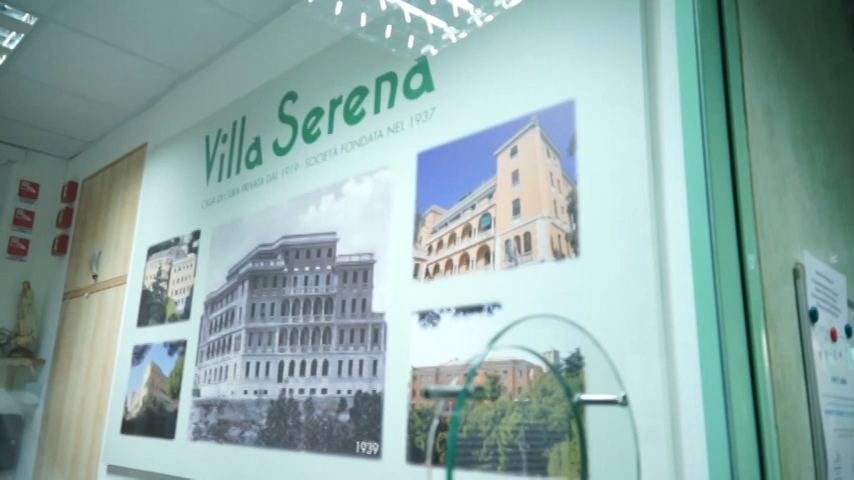 Villa Serena
CASA DI CURA PRIVATA DAL 1919 - SOCIETÀ FONDATA NEL 1937
1939